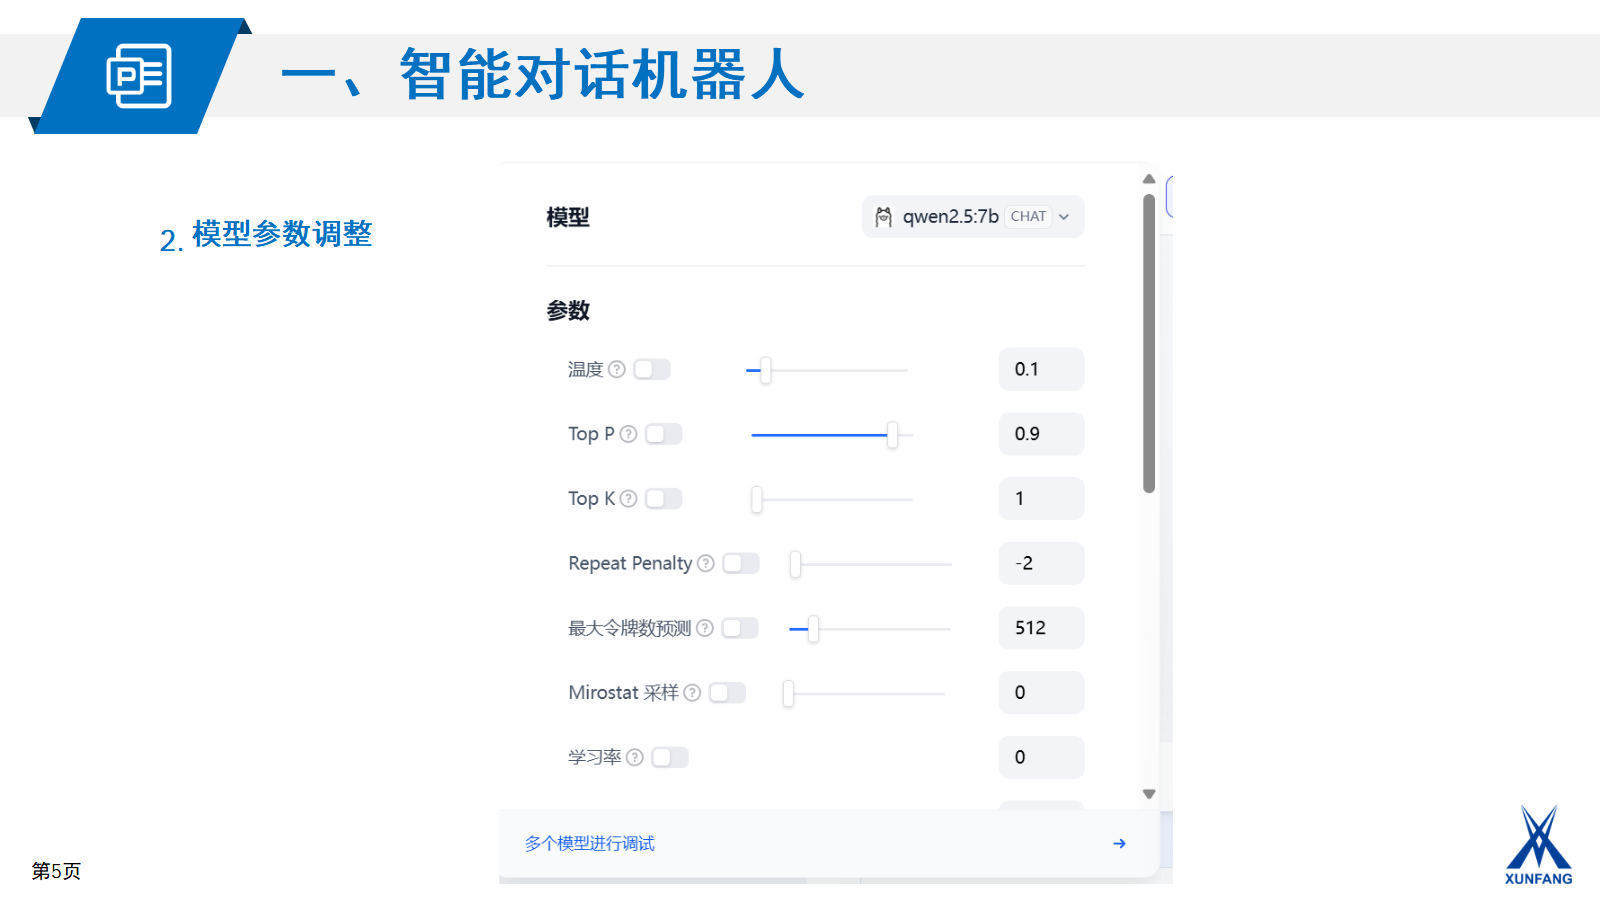 一、智能对话机器人
2. 模型参数调整
模型
qwen2.5:7b CHAT
参数
温度 0.1
Top P 0.9
Top K 1
Repeat Penalty -2
最大令牌数预测 512
Mirostat 采样 0
学习率 0
多个模型进行调试
第5页
XUNFANG